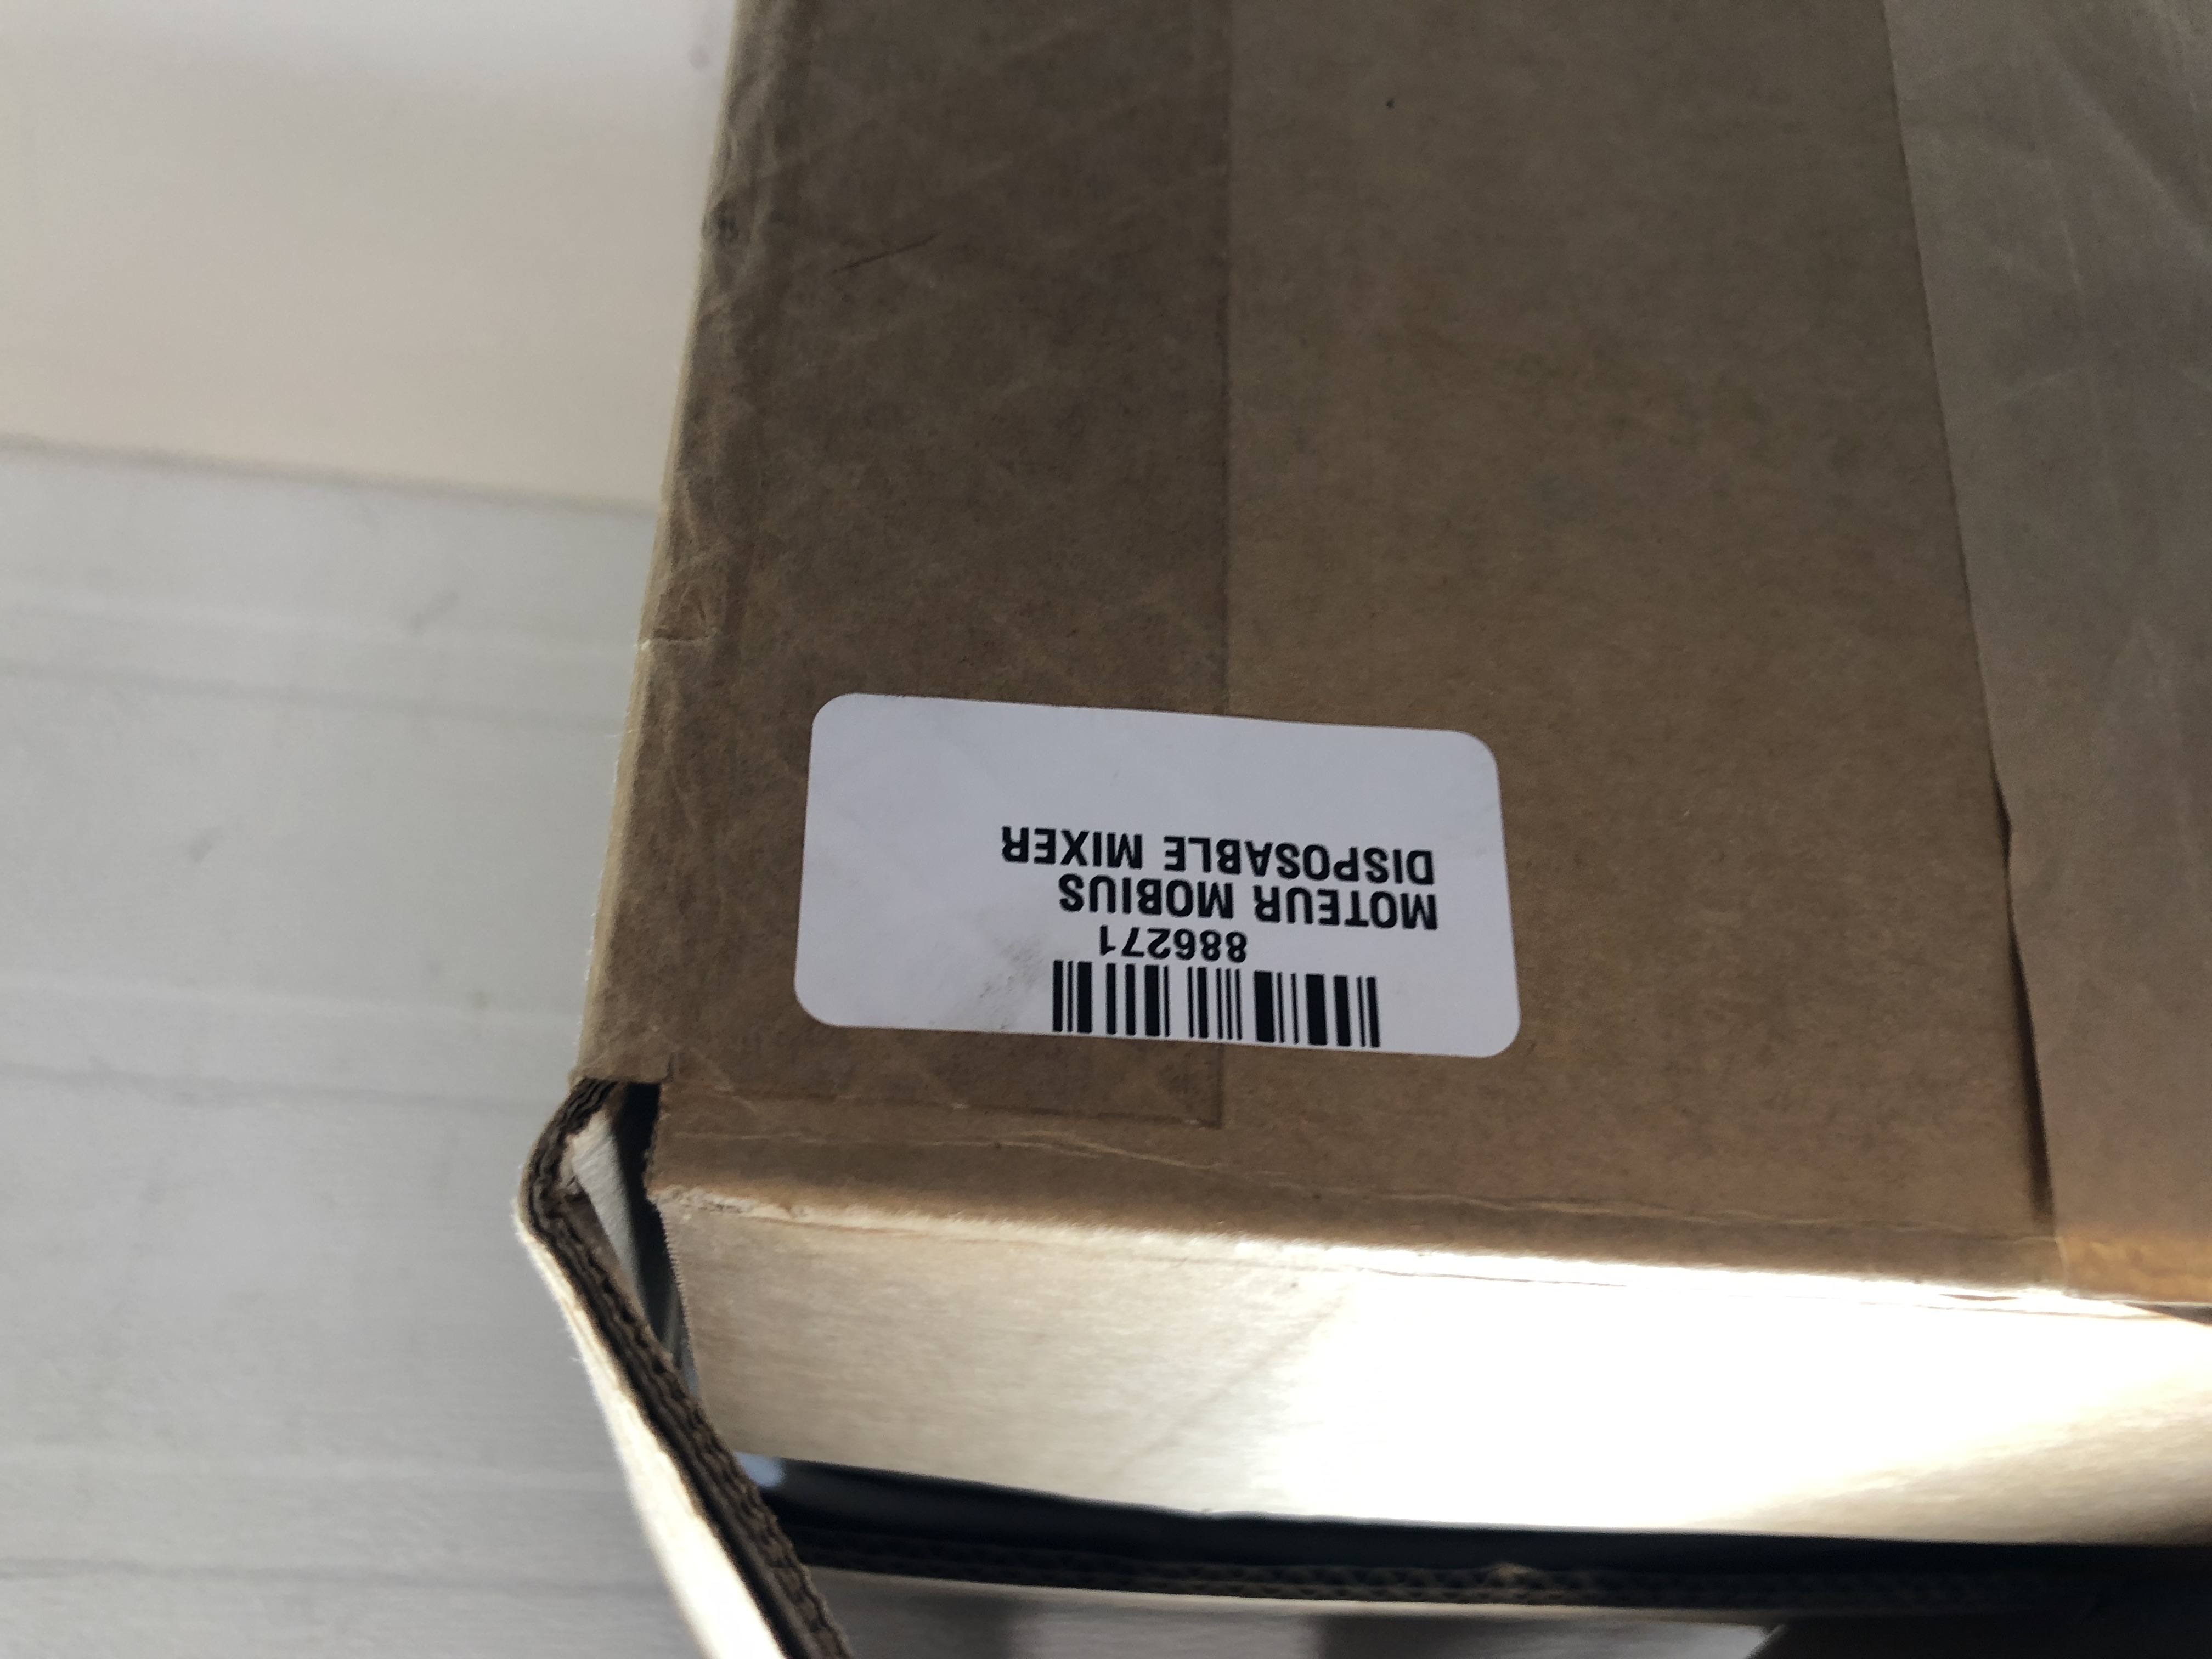 886271
MOTEUR MOBIUS
DISPOSABLE MIXER